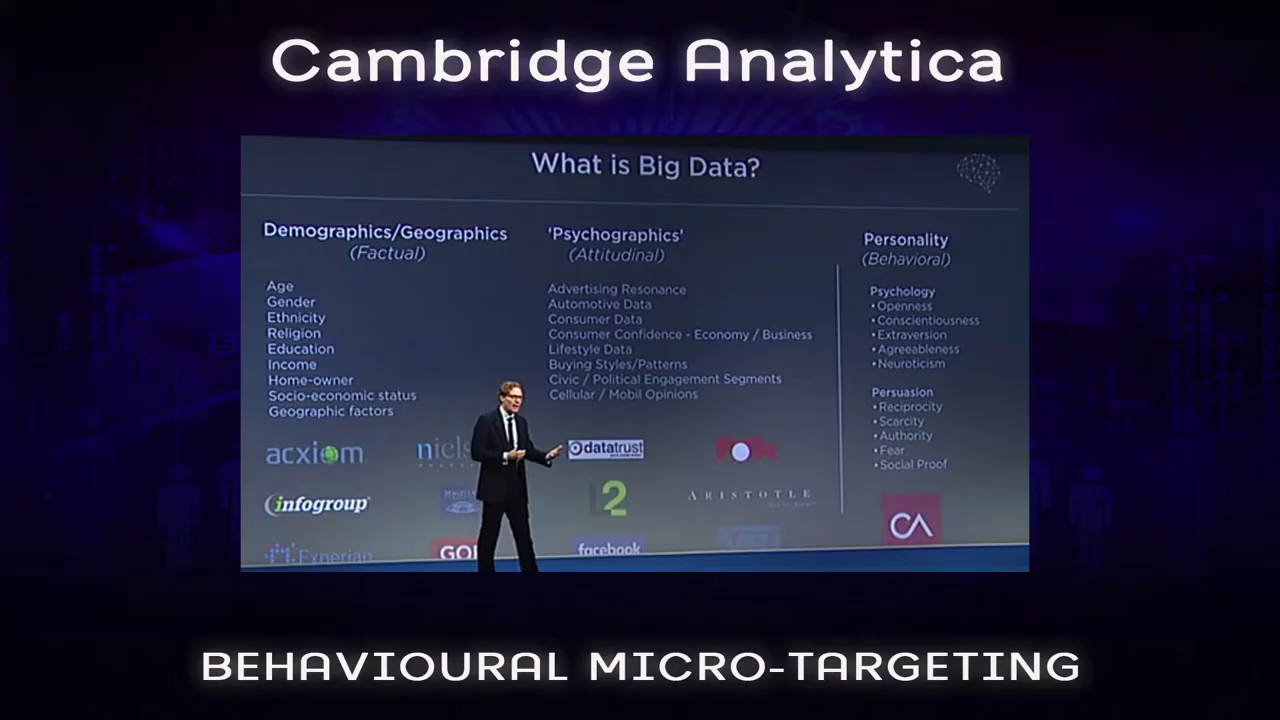 Cambridge Analytica
What is Big Data?
Demographics/Geographics
(Factual)
Age
Gender
Ethnicity
Religion
Education
Income
Home-owner
Socio-economic status
Geographic factors
'Psychographics'
(Attitudinal)
Advertising Resonance
Automotive Data
Consumer Data
Consumer Confidence - Economy / Business
Lifestyle Data
Buying Styles/Patterns
Civic / Political Engagement Segments
Cellular / Mobil Opinions
Personality
(Behavioral)
Psychology
• Openness
• Conscientiousness
• Extraversion
• Agreeableness
• Neuroticism
Persuasion
• Reciprocity
• Scarcity
• Authority
• Fear
• Social Proof
acxiom
datatrust
infogroup
L2
ARISTOTLE
CA
Experian
facebook
BEHAVIOURAL MICRO-TARGETING